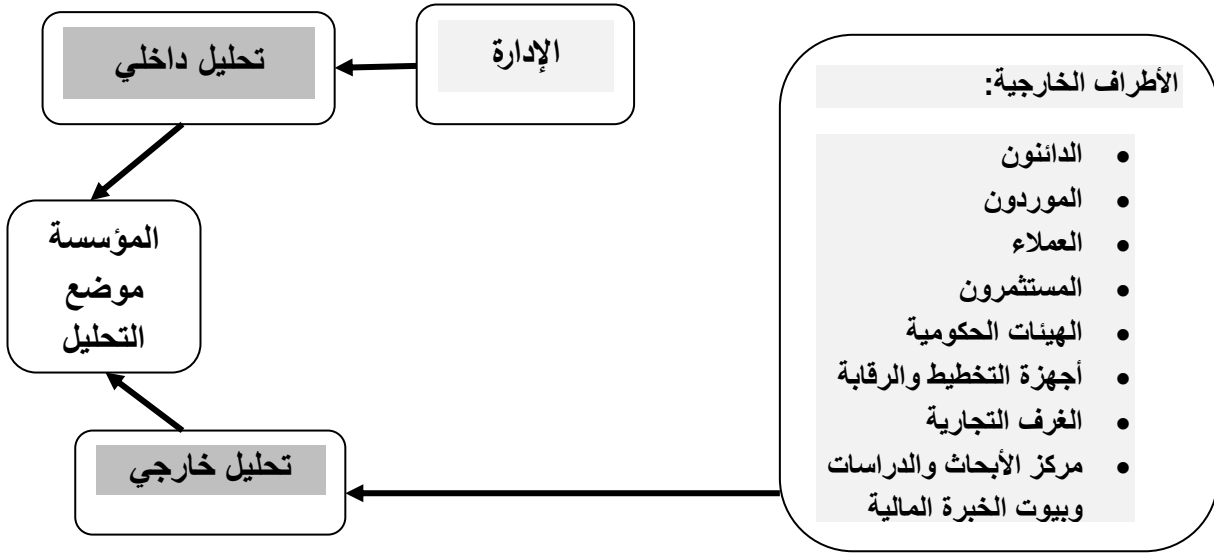 الإدارة
تحليل داخلي
الأطراف الخارجية:
• الدائنون
• الموردون
• العملاء
• المستثمرون
• الهيئات الحكومية
• أجهزة التخطيط والرقابة
• الغرف التجارية
• مركز الأبحاث والدراسات
وبيوت الخبرة المالية
المؤسسة
موضع
التحليل
تحليل خارجي